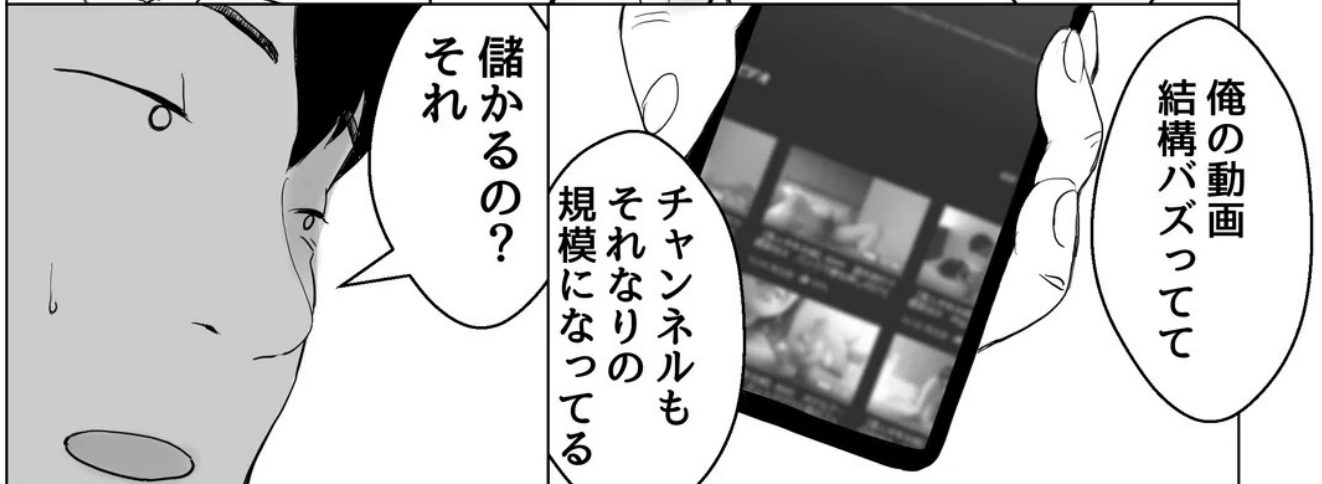 俺の動画
結構バズってて
チャンネルも
それなりの
規模になってる
儲かるの?
それ